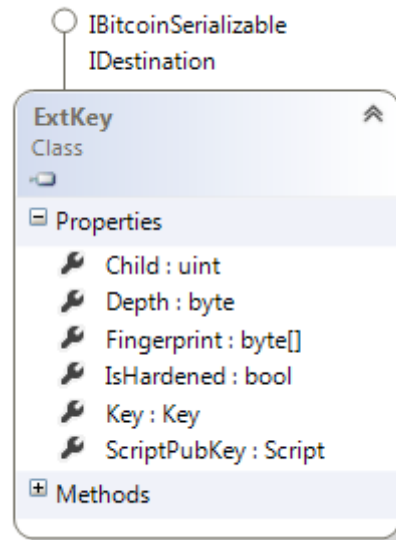 IBitcoinSerializable
IDestination
ExtKey
Class
Properties
Child : uint
Depth : byte
Fingerprint : byte[]
IsHardened : bool
Key : Key
ScriptPubKey : Script
Methods